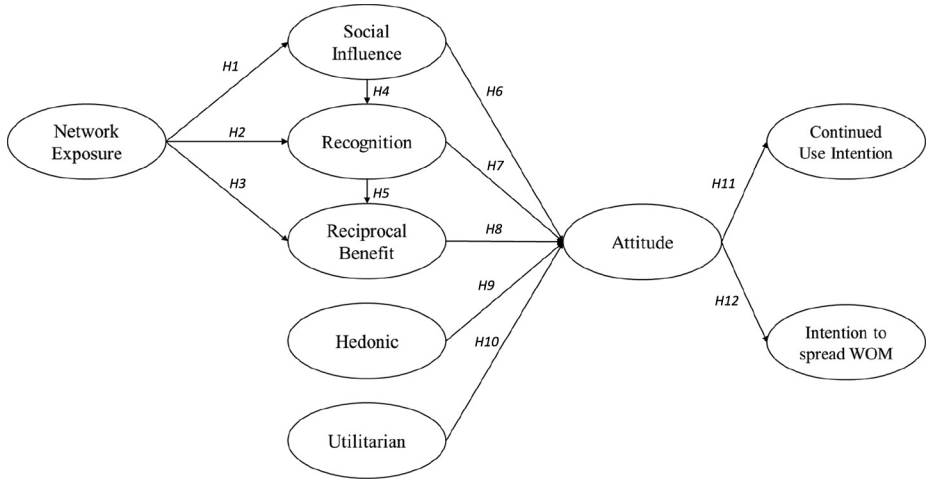 Social
Influence
H1
H4
H6
Network
Exposure
H2
Recognition
H7
Continued
Use Intention
H3
H5
H11
Reciprocal
Benefit
H8
Attitude
H9
H12
Hedonic
H10
Intention to
spread WOM
Utilitarian